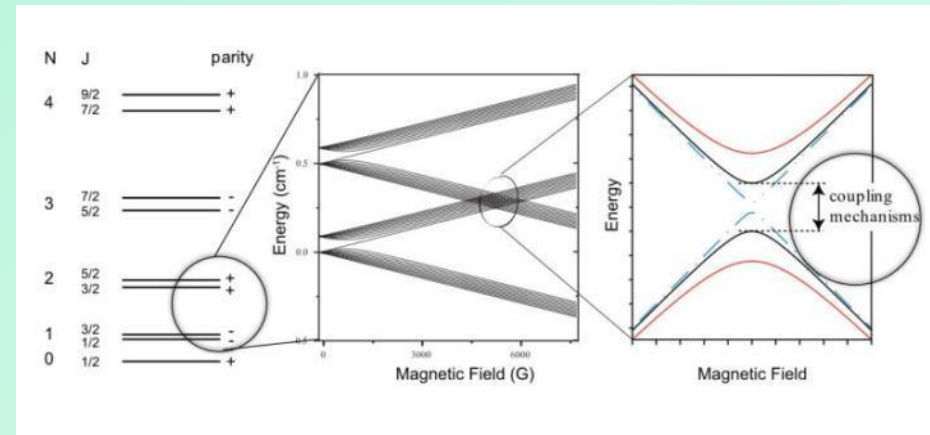 N J parity
4 9/2 +
7/2 +
3 7/2 -
5/2 -
2 5/2 +
3/2 +
1 3/2 -
1/2 -
0 1/2 +
Energy (cm⁻¹)
1.0
0.5
0.0
0 3000 6000
Magnetic Field (G)
Energy
coupling
mechanisms
Magnetic Field